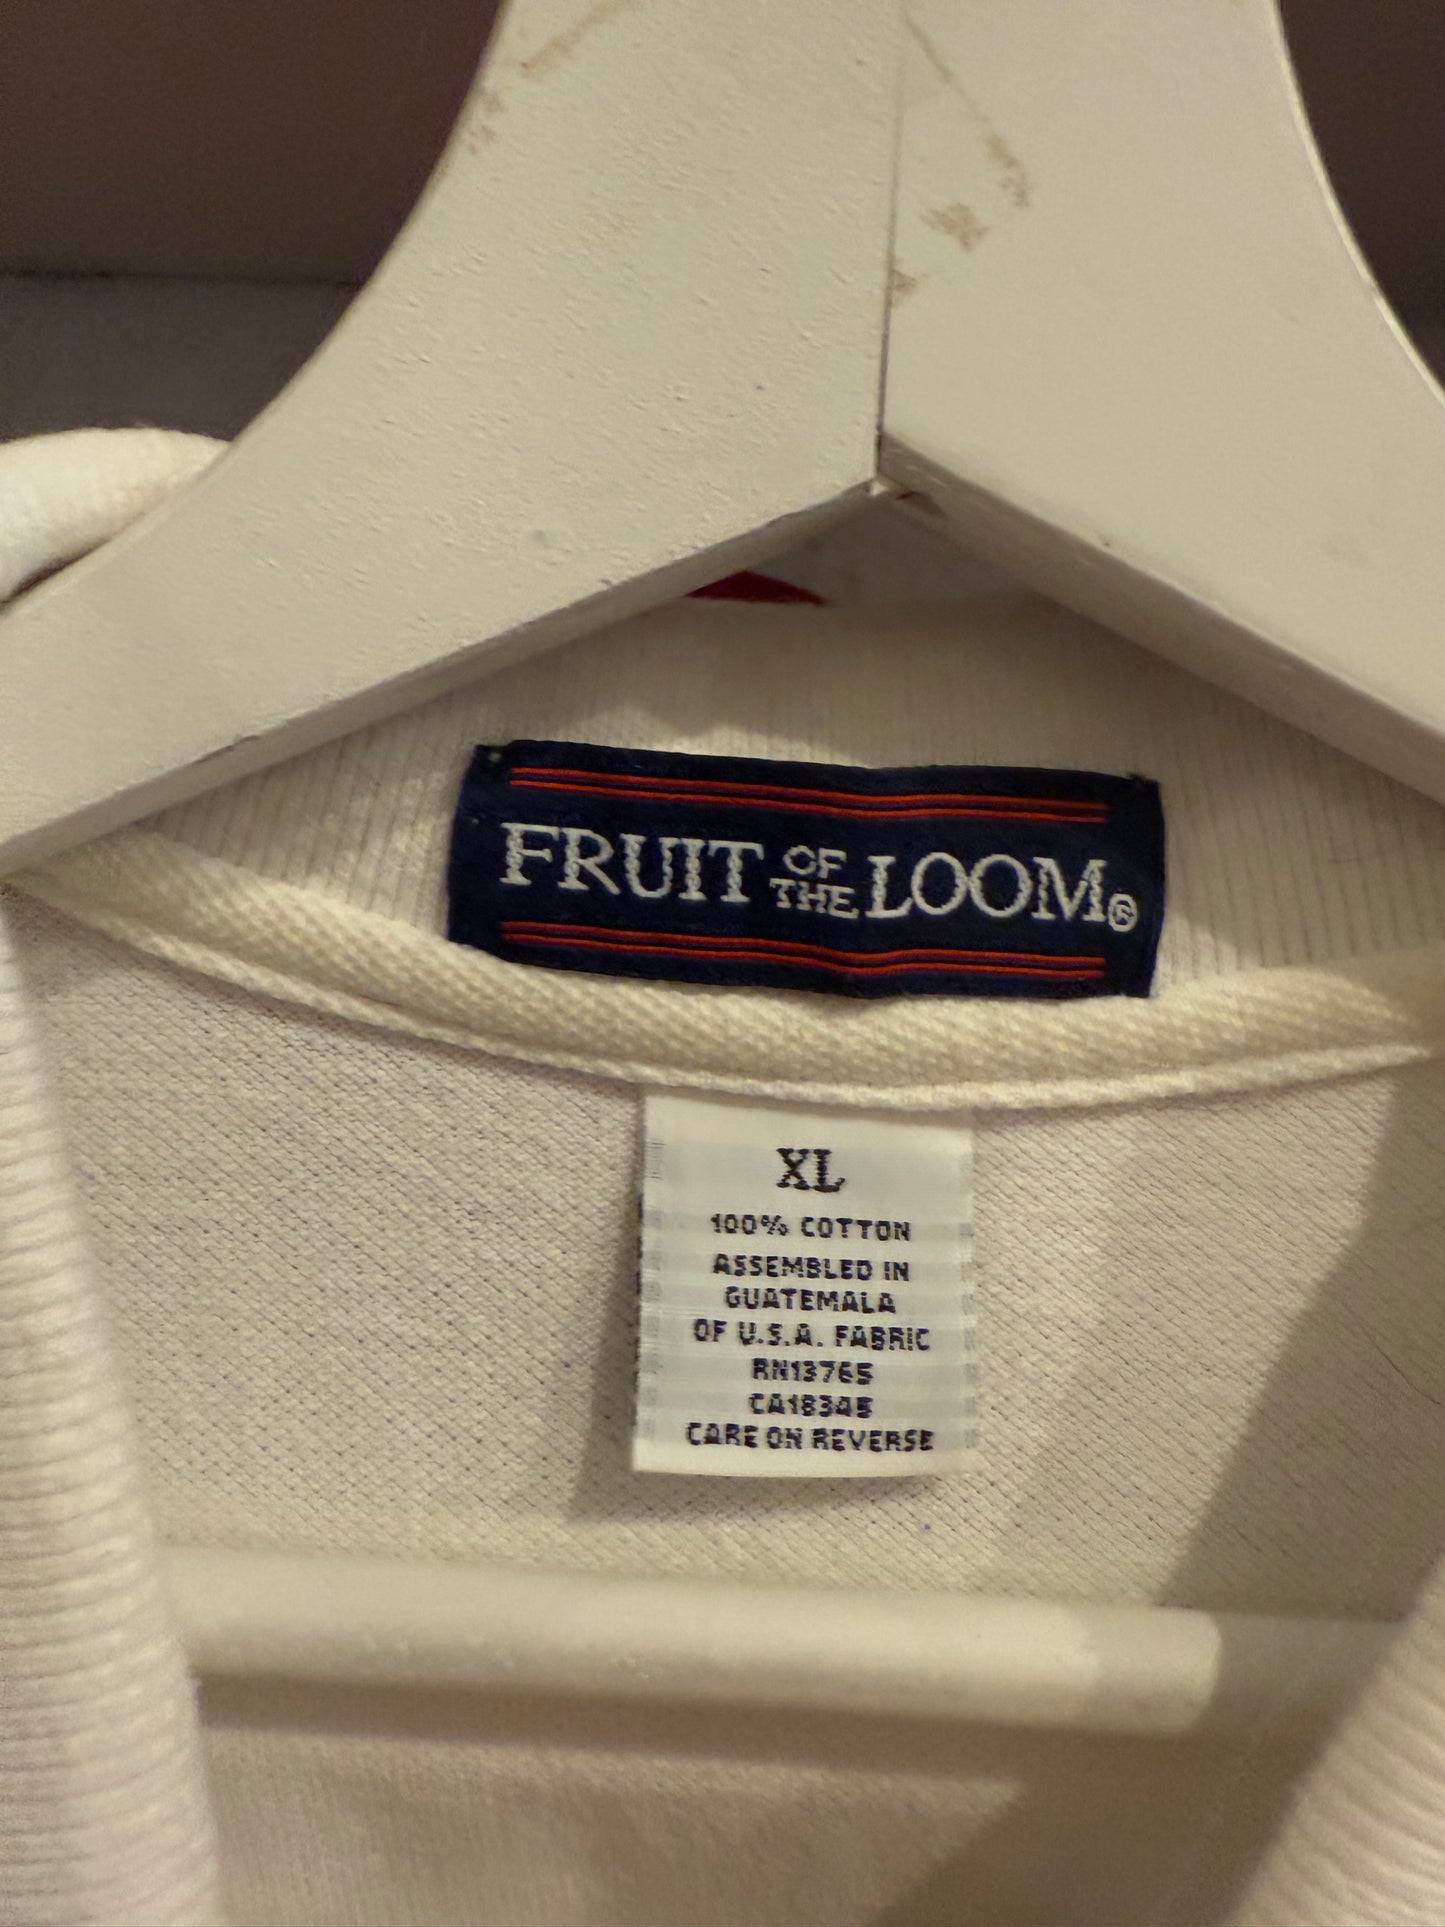 FRUIT OF THE LOOM®
XL
100% COTTON
ASSEMBLED IN
GUATEMALA
OF U.S.A. FABRIC
RN13765
CA18345
CARE ON REVERSE